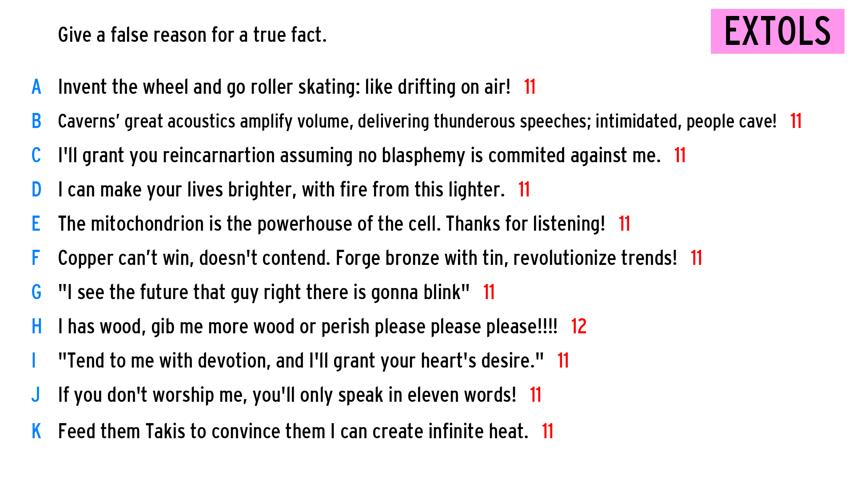 Give a false reason for a true fact.
EXTOLS
A Invent the wheel and go roller skating: like drifting on air! 11
B Caverns’ great acoustics amplify volume, delivering thunderous speeches; intimidated, people cave! 11
C I'll grant you reincarnartion assuming no blasphemy is commited against me. 11
D I can make your lives brighter, with fire from this lighter. 11
E The mitochondrion is the powerhouse of the cell. Thanks for listening! 11
F Copper can’t win, doesn't contend. Forge bronze with tin, revolutionize trends! 11
G "I see the future that guy right there is gonna blink" 11
H I has wood, gib me more wood or perish please please please!!!! 12
I "Tend to me with devotion, and I'll grant your heart's desire." 11
J If you don't worship me, you'll only speak in eleven words! 11
K Feed them Takis to convince them I can create infinite heat. 11